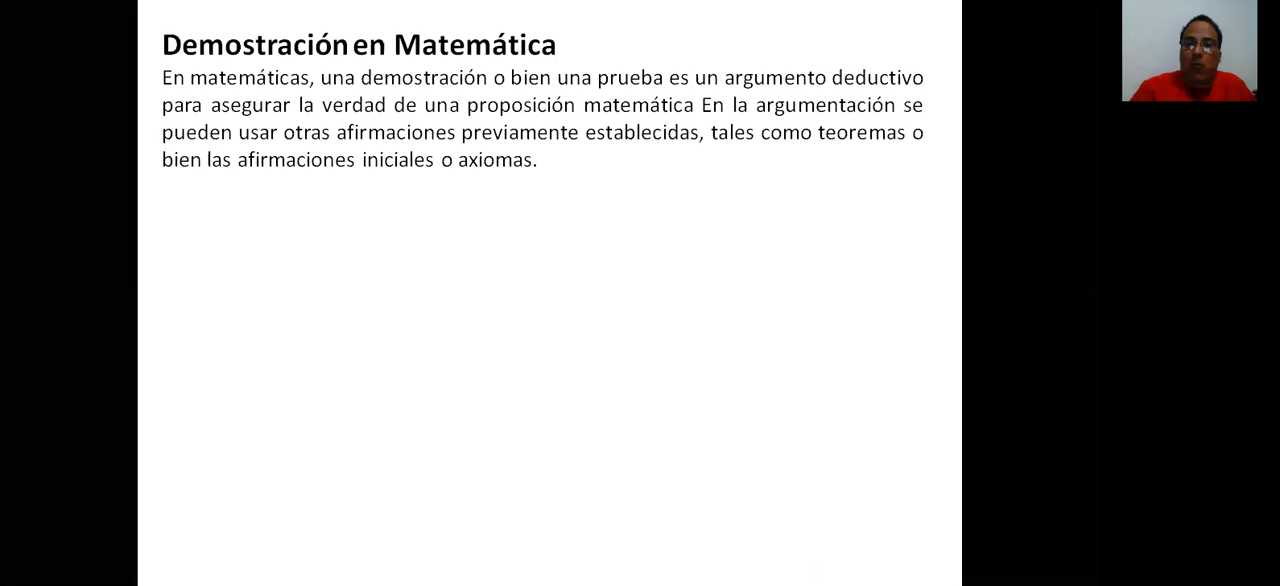 Demostración en Matemática
En matemáticas, una demostración o bien una prueba es un argumento deductivo
para asegurar la verdad de una proposición matemática En la argumentación se
pueden usar otras afirmaciones previamente establecidas, tales como teoremas o
bien las afirmaciones iniciales o axiomas.